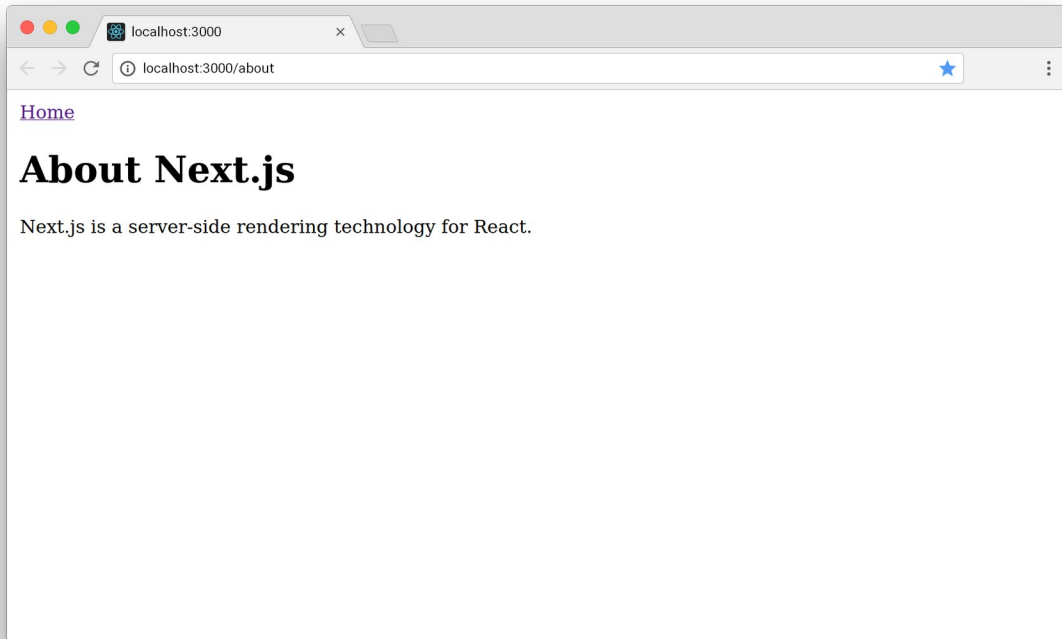 localhost:3000
localhost:3000/about
Home
About Next.js
Next.js is a server-side rendering technology for React.